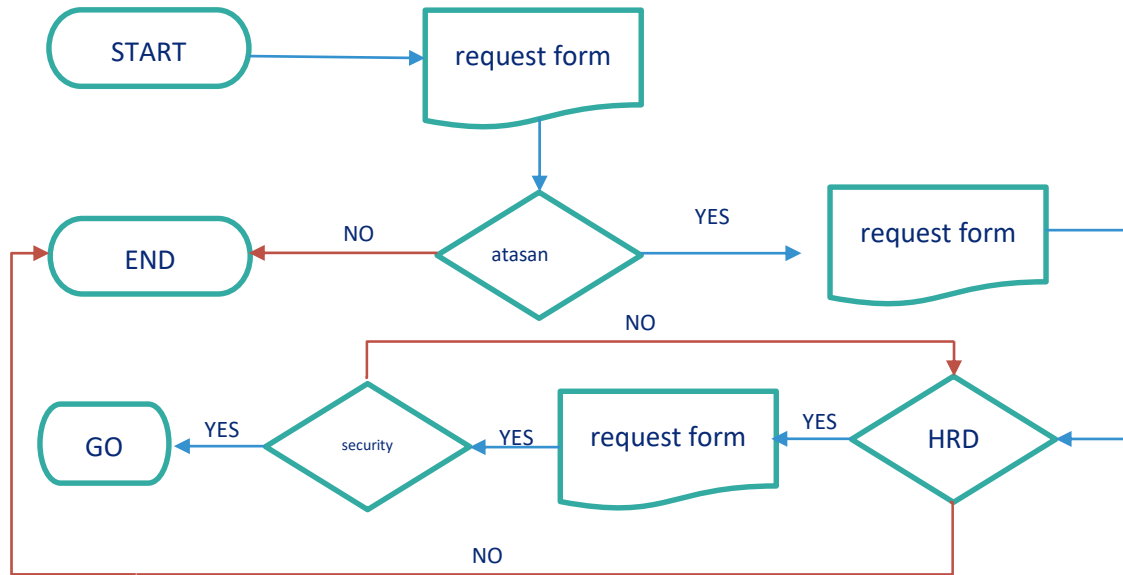 START
request form
YES
NO
END
atasan
request form
NO
GO
YES
security
YES
request form
YES
HRD
NO